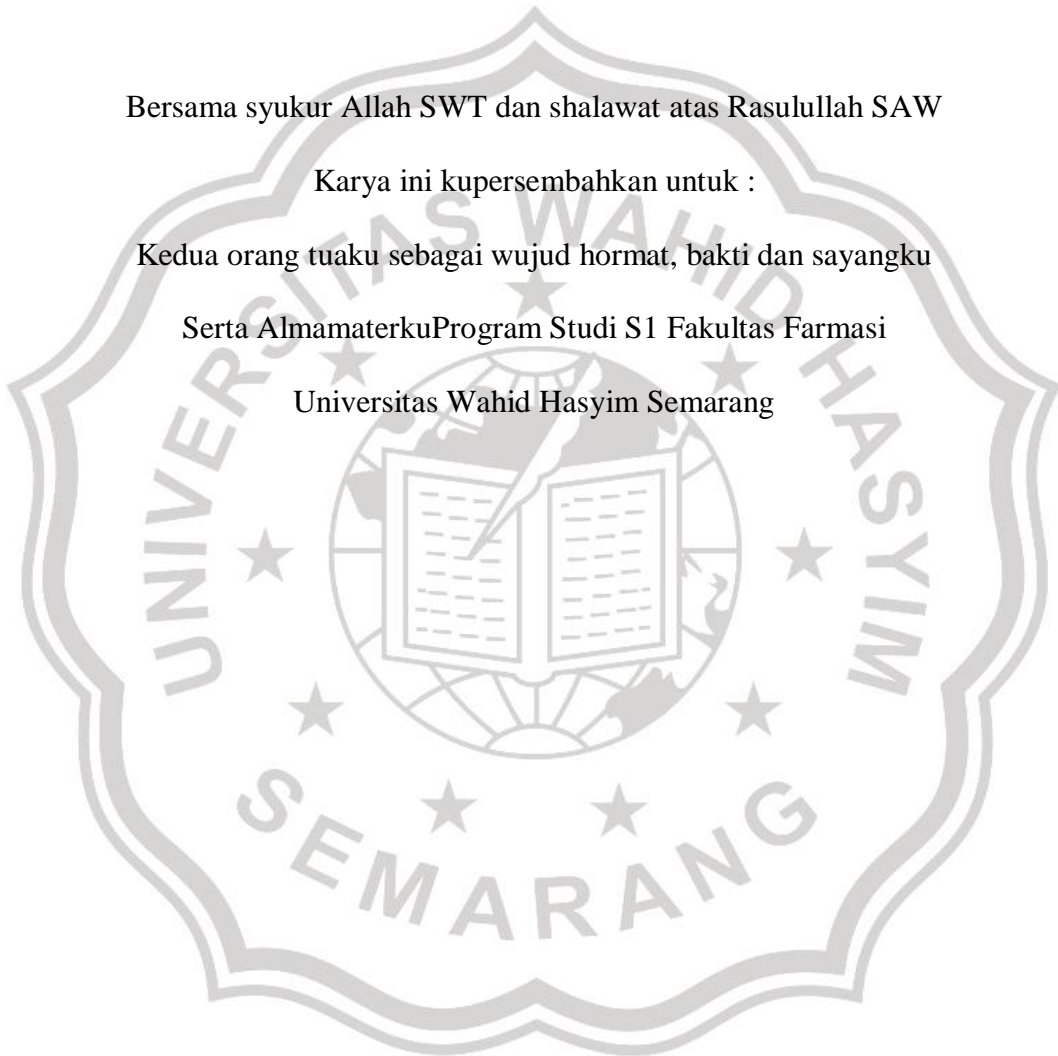 Bersama syukur Allah SWT dan shalawat atas Rasulullah SAW
Karya ini kupersembahkan untuk :
Kedua orang tuaku sebagai wujud hormat, bakti dan sayangku
Serta AlmamaterkuProgram Studi S1 Fakultas Farmasi
Universitas Wahid Hasyim Semarang
UNIVERSITAS WAHID HASYIM
SEMARANG